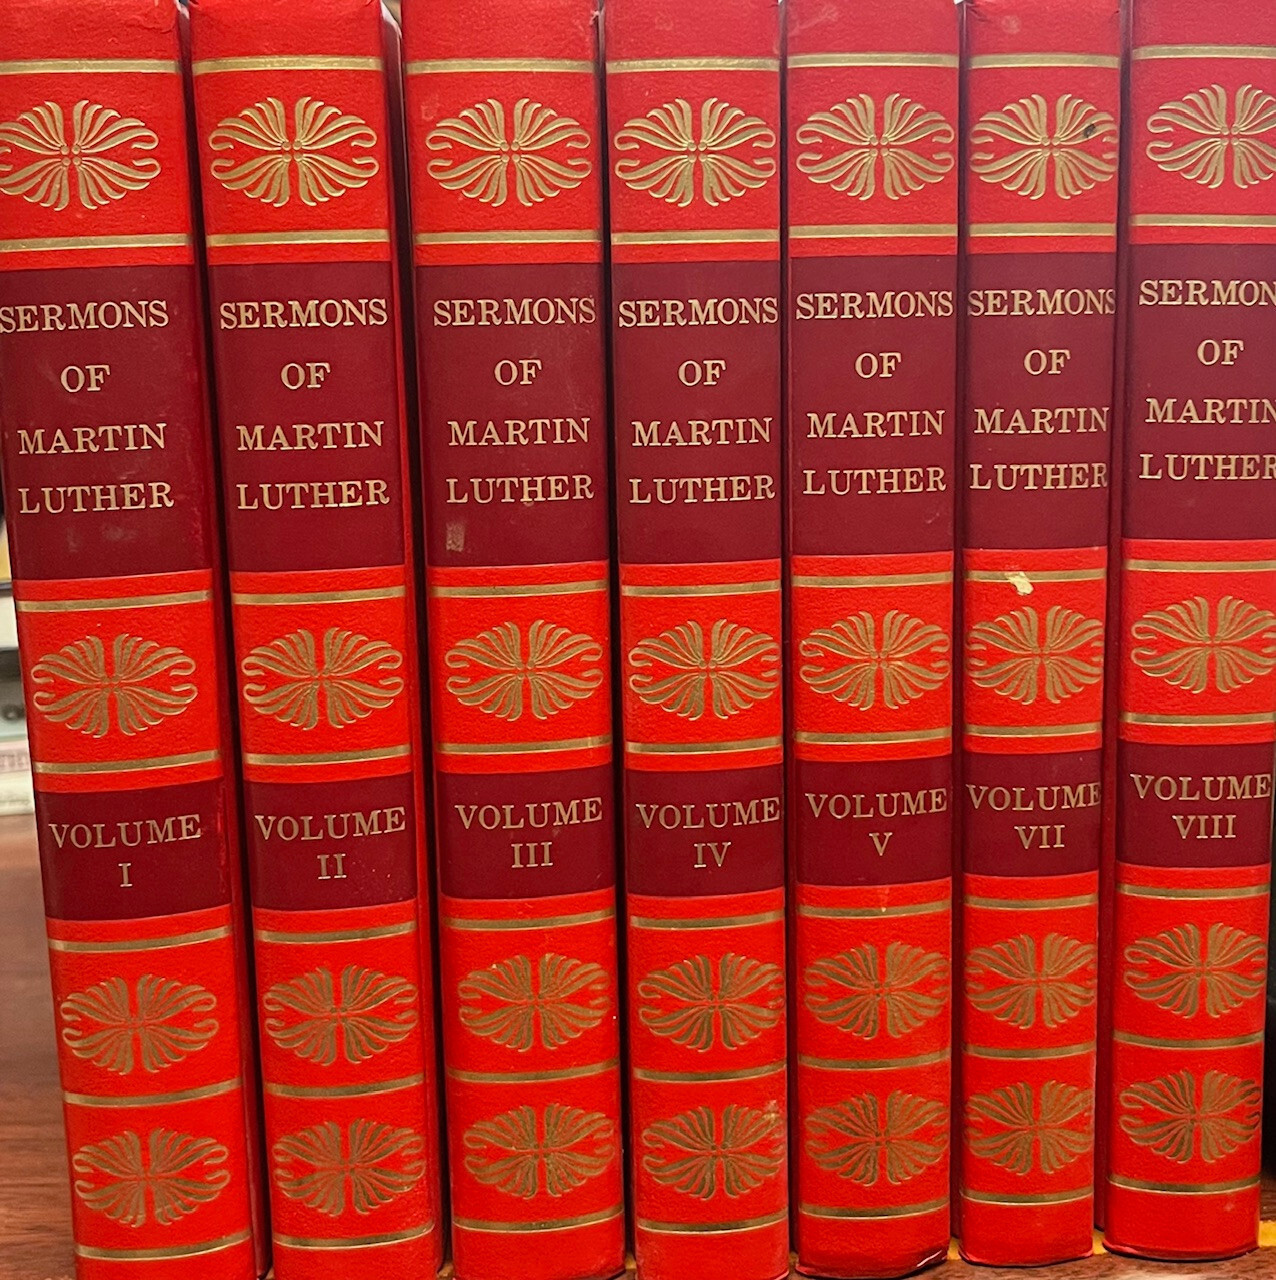 SERMONS
OF
MARTIN
LUTHER
VOLUME
I
SERMONS
OF
MARTIN
LUTHER
VOLUME
II
SERMONS
OF
MARTIN
LUTHER
VOLUME
III
SERMONS
OF
MARTIN
LUTHER
VOLUME
IV
SERMONS
OF
MARTIN
LUTHER
VOLUME
V
SERMONS
OF
MARTIN
LUTHER
VOLUME
VII
SERMON
OF
MARTIN
LUTHER
VOLUME
VIII